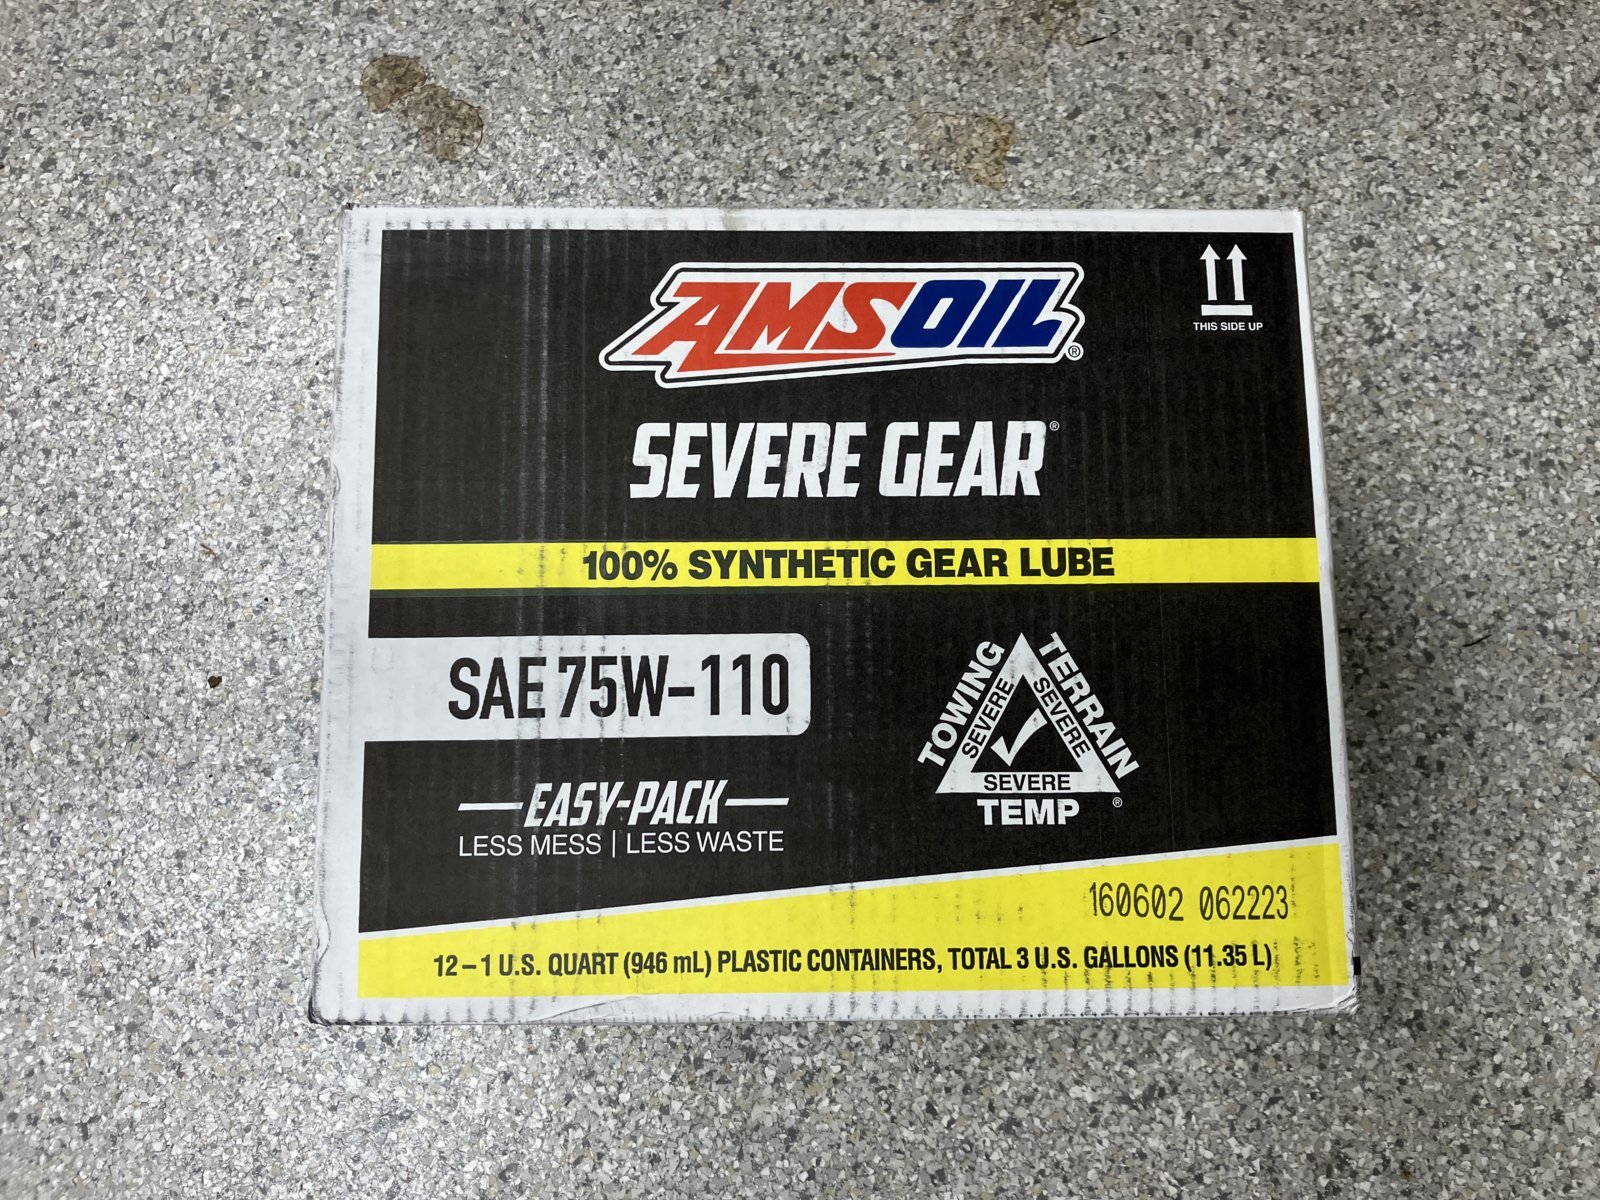 AMSOIL®
THIS SIDE UP
SEVERE GEAR®
100% SYNTHETIC GEAR LUBE
SAE 75W-110
TOWING
SEVERE
TERRAIN
SEVERE
SEVERE
TEMP®
EASY-PACK
LESS MESS | LESS WASTE
160602 062223
12 – 1 U.S. QUART (946 mL) PLASTIC CONTAINERS, TOTAL 3 U.S. GALLONS (11.35 L)